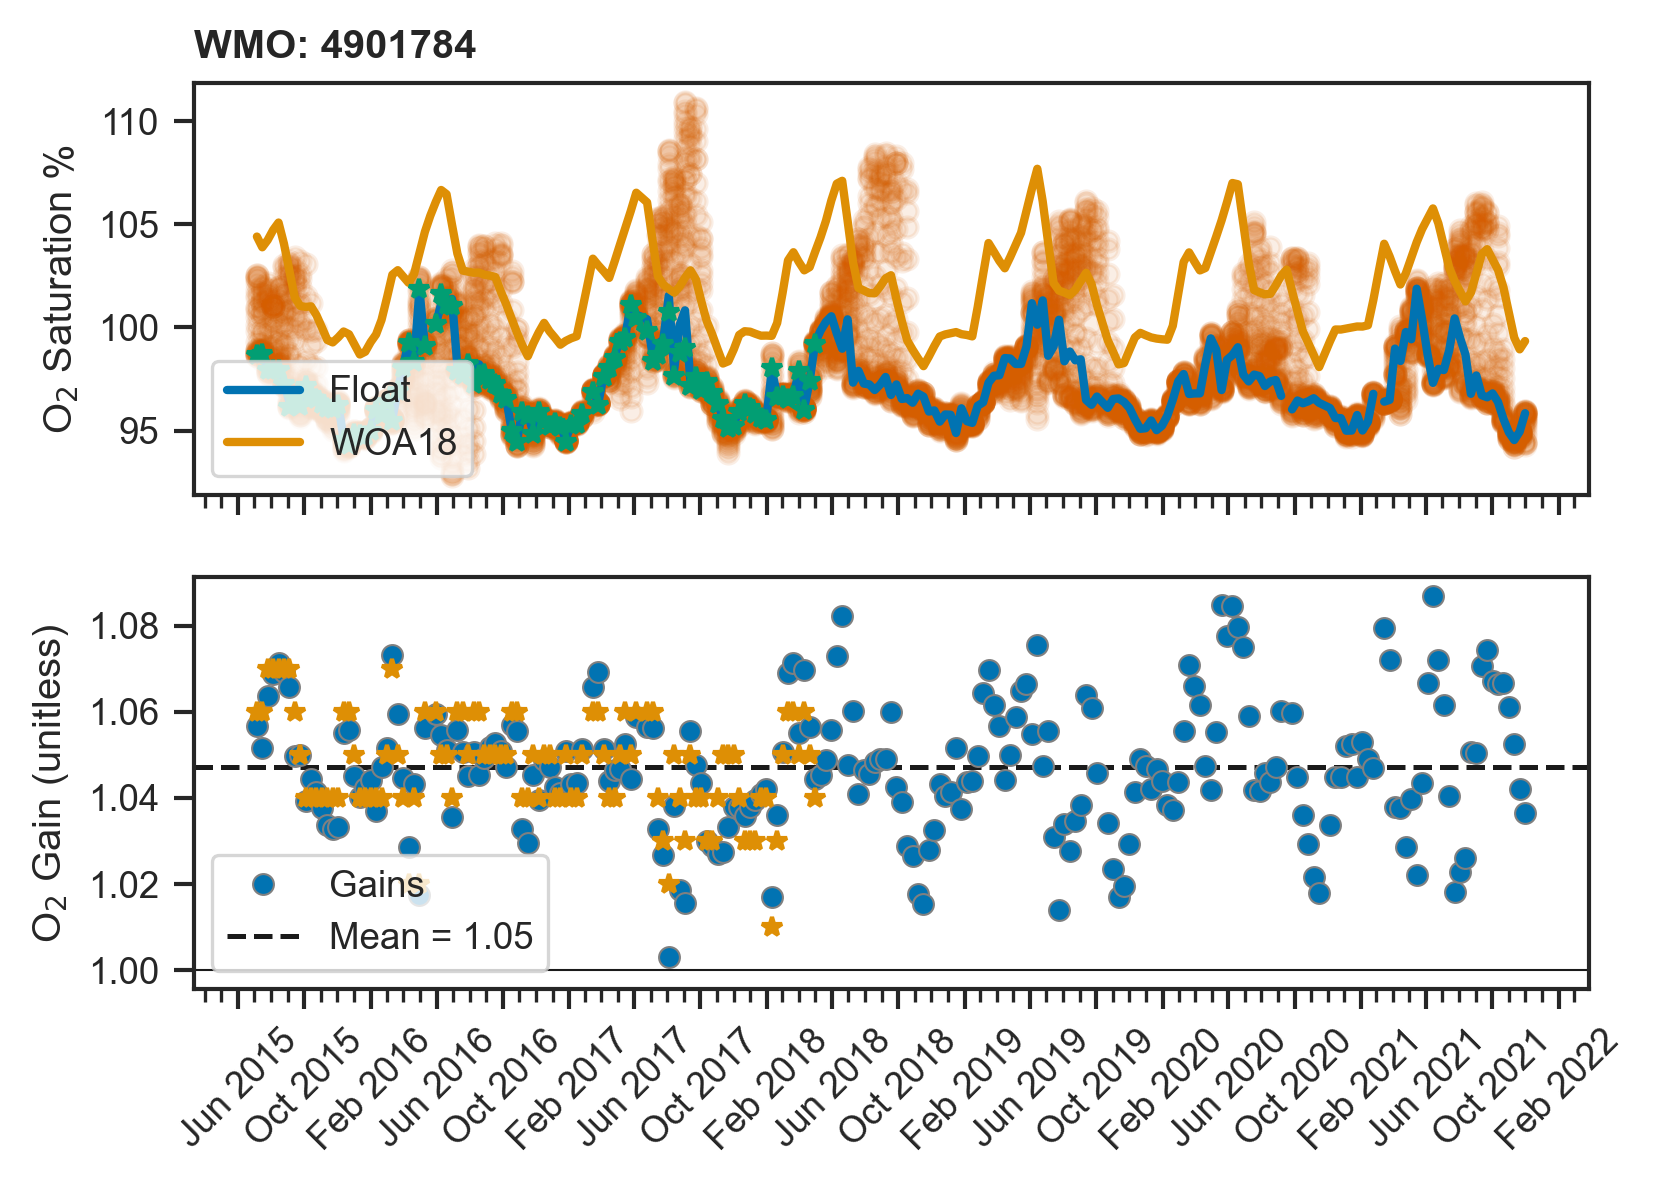 WMO: 4901784
O₂ Saturation %
110
105
100
95
Float
WOA18
O₂ Gain (unitless)
1.08
1.06
1.04
1.02
1.00
Gains
Mean = 1.05
Jun 2015
Oct 2015
Feb 2016
Jun 2016
Oct 2016
Feb 2017
Jun 2017
Oct 2017
Feb 2018
Jun 2018
Oct 2018
Feb 2019
Jun 2019
Oct 2019
Feb 2020
Jun 2020
Oct 2020
Feb 2021
Jun 2021
Oct 2021
Feb 2022